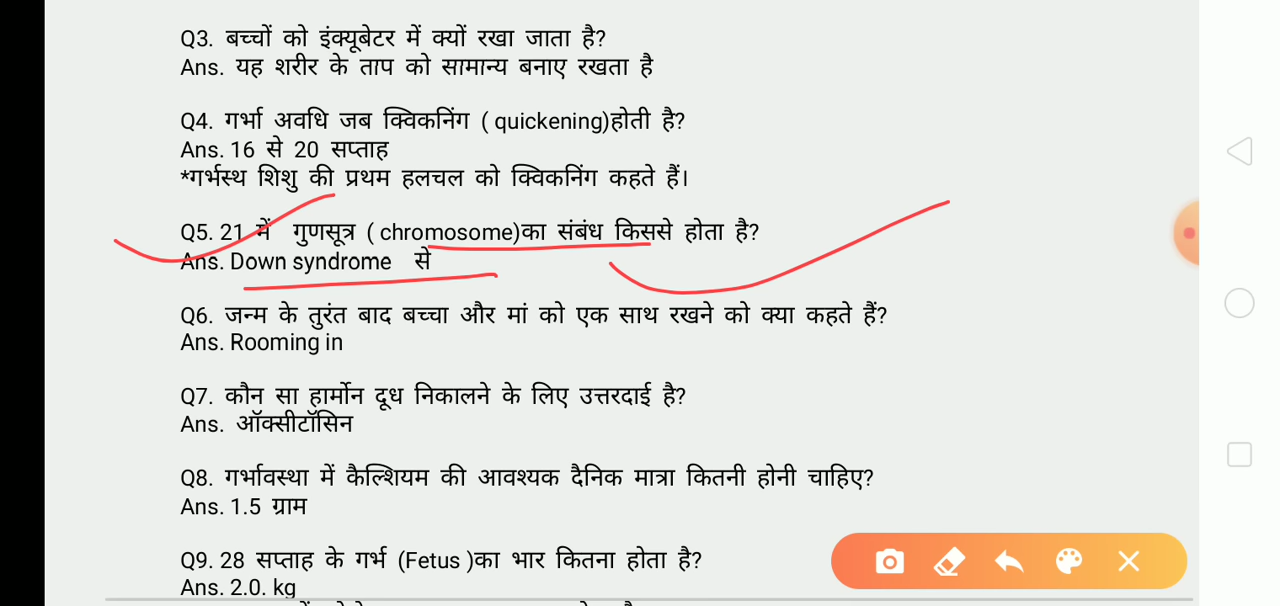 Q3. बच्चों को इंक्यूबेटर में क्यों रखा जाता है?
Ans. यह शरीर के ताप को सामान्य बनाए रखता है
Q4. गर्भा अवधि जब क्विकनिंग ( quickening)होती है?
Ans. 16 से 20 सप्ताह
*गर्भस्थ शिशु की प्रथम हलचल को क्विकनिंग कहते हैं।
Q5. 21 में गुणसूत्र ( chromosome)का संबंध किससे होता है?
Ans. Down syndrome से
Q6. जन्म के तुरंत बाद बच्चा और मां को एक साथ रखने को क्या कहते हैं?
Ans. Rooming in
Q7. कौन सा हार्मोन दूध निकालने के लिए उत्तरदाई है?
Ans. ऑक्सीटॉसिन
Q8. गर्भावस्था में कैल्शियम की आवश्यक दैनिक मात्रा कितनी होनी चाहिए?
Ans. 1.5 ग्राम
Q9. 28 सप्ताह के गर्भ (Fetus )का भार कितना होता है?
Ans. 2.0. kg